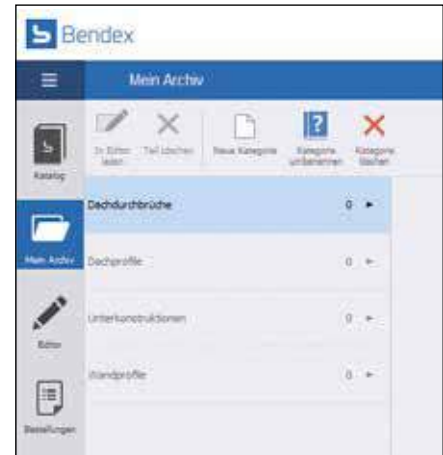 Bendex
Mein Archiv
In Editor laden
Teil löschen
Neue Kategorie
Kategorie umbenennen
Kategorie löschen
Katalog
Mein Archiv
Editor
Bestellungen
Dachdurchbrüche 0
Dachprofile 0
Unterkonstruktionen 0
Wandprofile 0